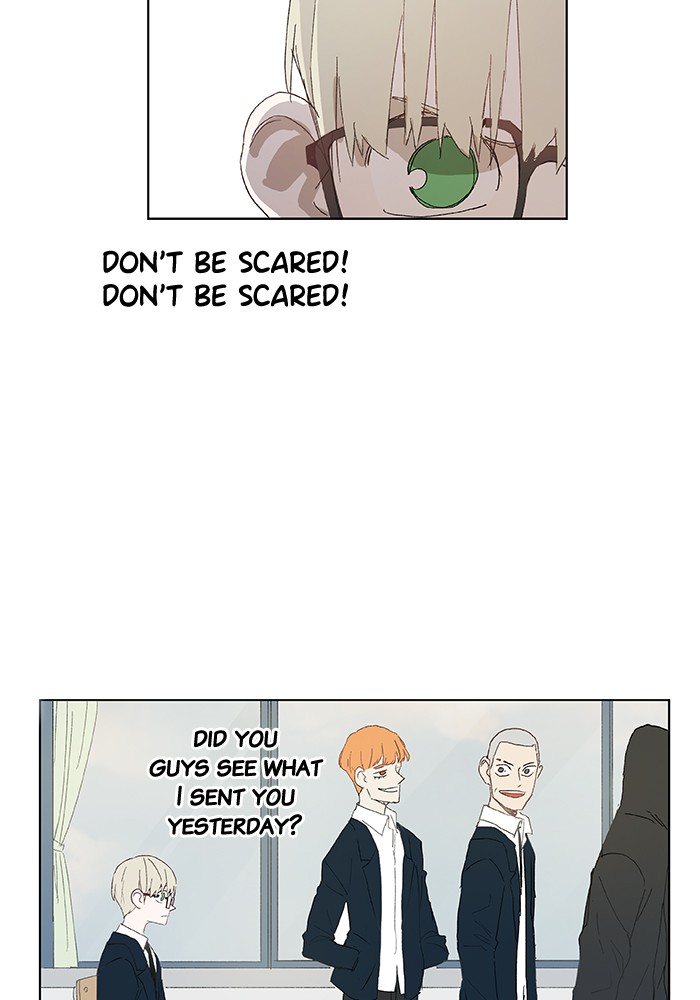 DON'T BE SCARED!
DON'T BE SCARED!
DID YOU
GUYS SEE WHAT
I SENT YOU
YESTERDAY?